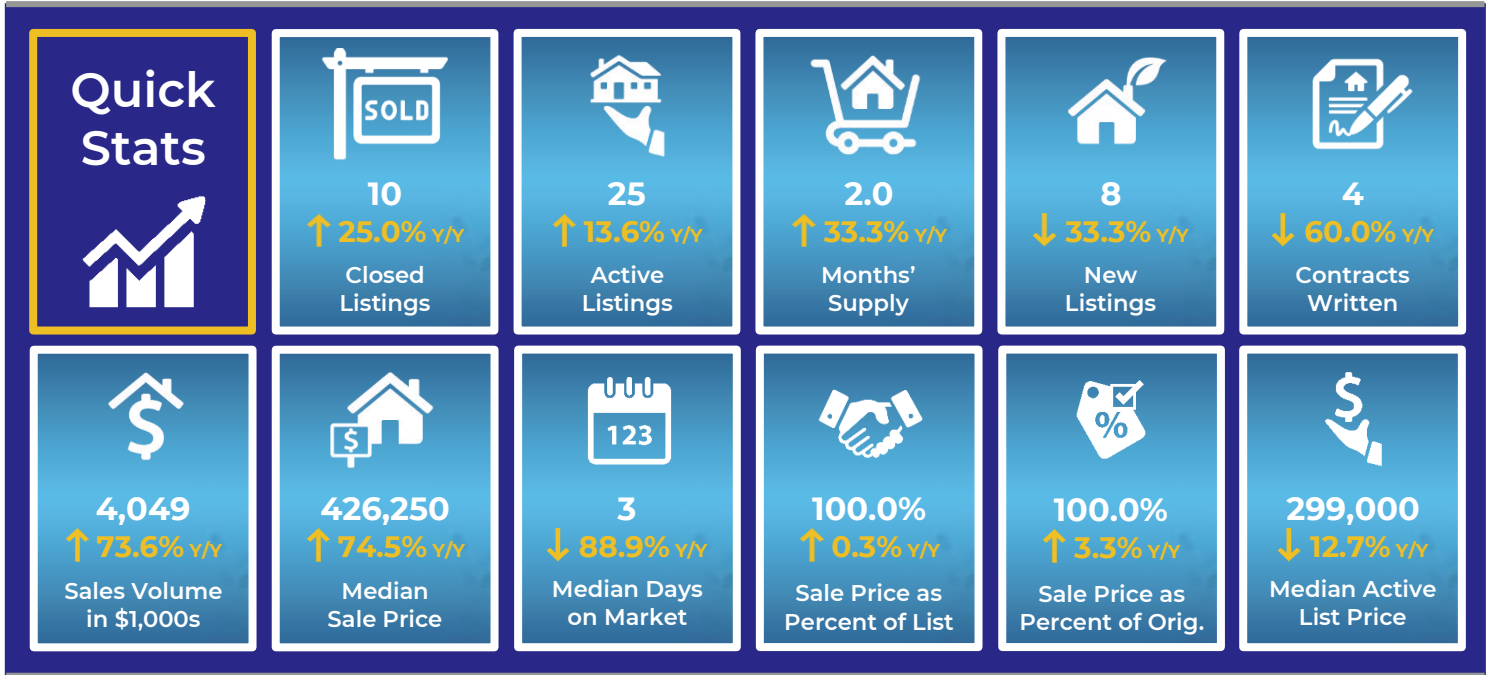 Quick
Stats
SOLD
10
↑ 25.0% Y/Y
Closed
Listings
25
↑ 13.6% Y/Y
Active
Listings
2.0
↑ 33.3% Y/Y
Months’
Supply
8
↓ 33.3% Y/Y
New
Listings
4
↓ 60.0% Y/Y
Contracts
Written
$
4,049
↑ 73.6% Y/Y
Sales Volume
in $1,000s
$
426,250
↑ 74.5% Y/Y
Median
Sale Price
123
3
↓ 88.9% Y/Y
Median Days
on Market
100.0%
↑ 0.3% Y/Y
Sale Price as
Percent of List
%
100.0%
↑ 3.3% Y/Y
Sale Price as
Percent of Orig.
$
299,000
↓ 12.7% Y/Y
Median Active
List Price